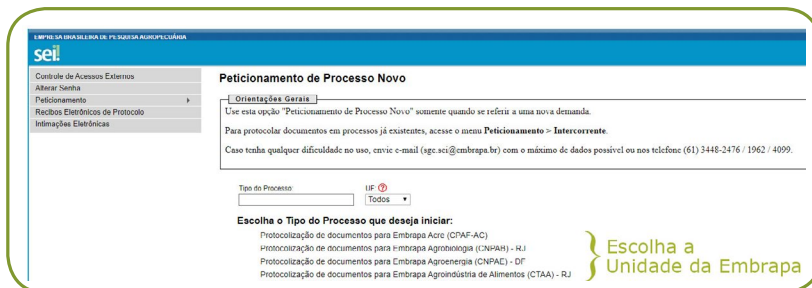 EMPRESA BRASILEIRA DE PESQUISA AGROPECUÁRIA
sei!
Controle de Acessos Externos
Alterar Senha
Peticionamento
Recibos Eletrônicos de Protocolo
Intimações Eletrônicas
Peticionamento de Processo Novo
Orientações Gerais
Use esta opção "Peticionamento de Processo Novo" somente quando se referir a uma nova demanda.
Para protocolar documentos em processos já existentes, acesse o menu Peticionamento > Intercorrente.
Caso tenha qualquer dificuldade no uso, envie e-mail (sge.sei@embrapa.br) com o máximo de dados possível ou nos telefone (61) 3448-2476 / 1962 / 4099.
Tipo do Processo: UF: ?
Todos
Escolha o Tipo do Processo que deseja iniciar:
Protocolização de documentos para Embrapa Acre (CPAF-AC)
Protocolização de documentos para Embrapa Agrobiologia (CNPAB) - RJ
Protocolização de documentos para Embrapa Agroenergia (CNPAE) - DF
Protocolização de documentos para Embrapa Agroindústria de Alimentos (CTAA) - RJ
Escolha a
Unidade da Embrapa